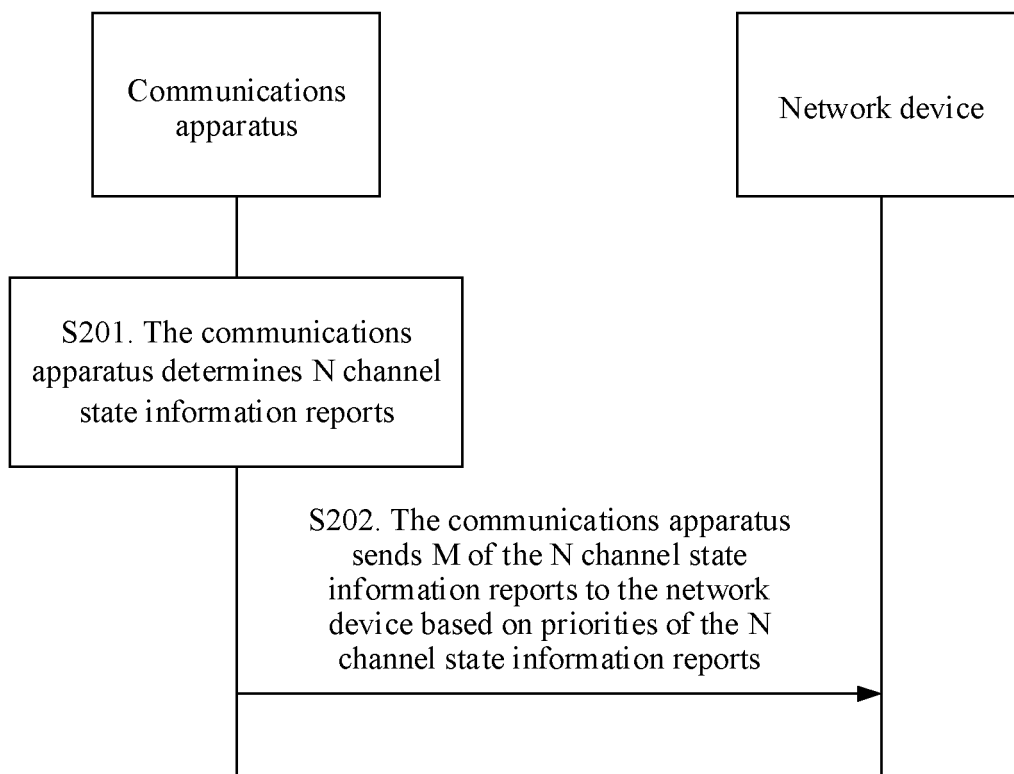 Communications
apparatus
Network device
S201. The communications
apparatus determines N channel
state information reports
S202. The communications apparatus
sends M of the N channel state
information reports to the network
device based on priorities of the N
channel state information reports